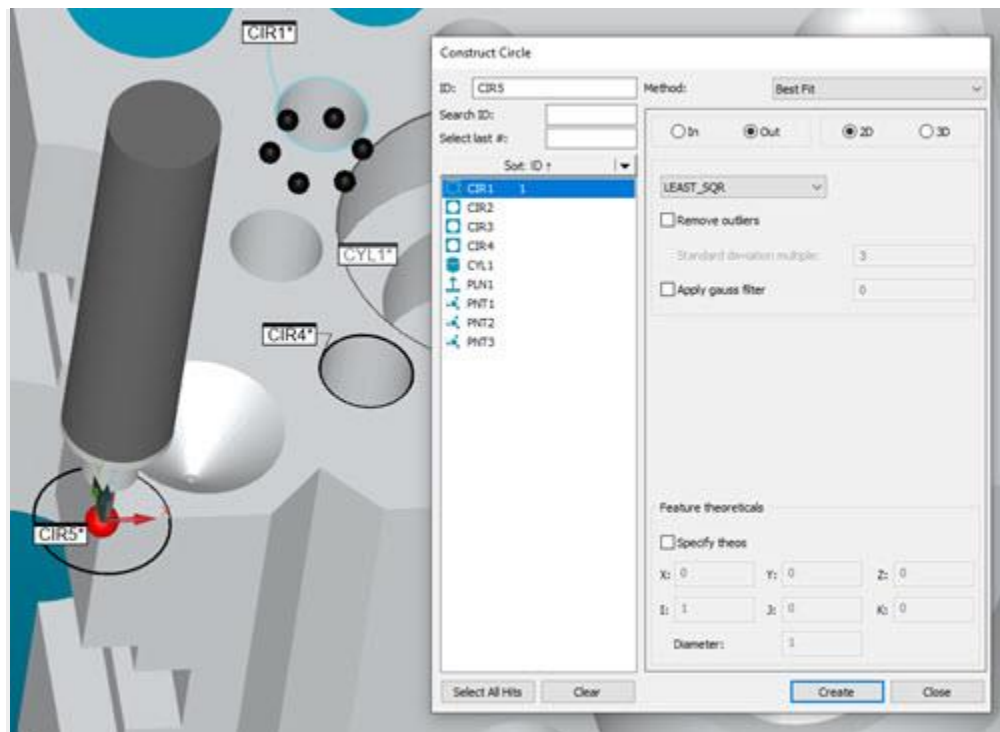 CIR1*
CYL1*
CIR4*
CIR5*
Construct Circle
ID: CIR5
Search ID:
Select last #:
Sort: ID ↑
CIR1 1
CIR2
CIR3
CIR4
CYL1
PLN1
PNT1
PNT2
PNT3
Select All Hits Clear
Method: Best Fit
In Out 2D 3D
LEAST_SQR
Remove outliers
Standard deviation multiple: 3
Apply gauss filter 0
Feature theoreticals
Specify theos
X: 0 Y: 0 Z: 0
I: 1 J: 0 K: 0
Diameter: 1
Create Close